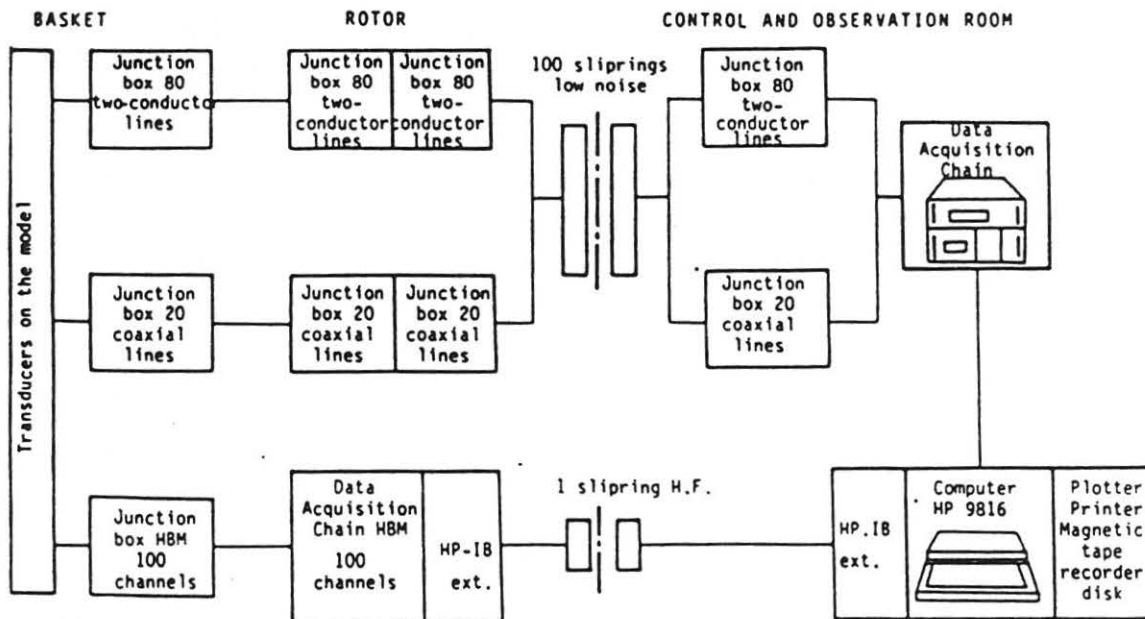 BASKET
ROTOR
CONTROL AND OBSERVATION ROOM
Transducers on the model
Junction
box 80
two-conducto
lines
Junction
box 80
two-
conductor
lines
Junction
box 80
two-
conductor
lines
100 sliprings
low noise
Junction
box 80
two-
conductor
lines
Data
Acquisition
Chain
Junction
box 20
coaxial
lines
Junction
box 20
coaxial
lines
Junction
box 20
coaxial
lines
Junction
box 20
coaxial
lines
Junction
box HBM
100
channels
Data
Acquisition
Chain HBM
100
channels
HP-IB
ext.
1 slipring H.F.
HP.IB
ext.
Computer
HP 9816
Plotter
Printer
Magnetic
tape
recorder
disk